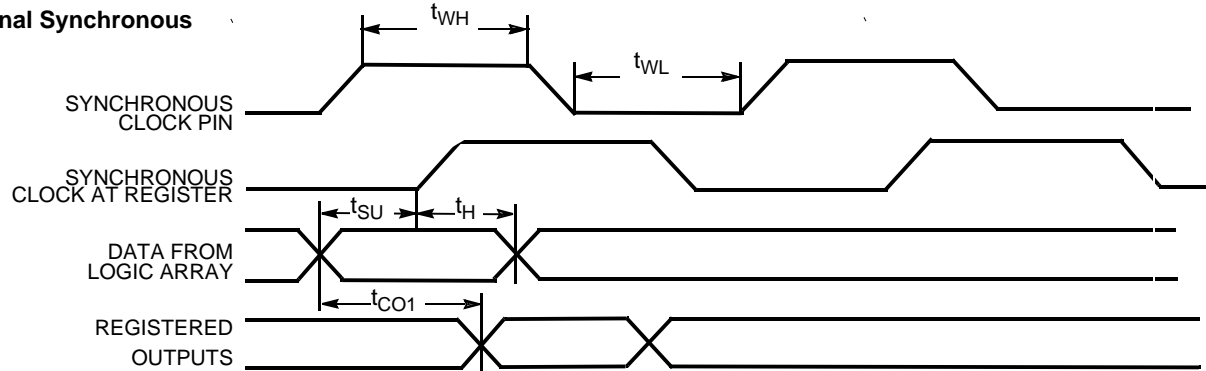 nal Synchronous
tWH
tWL
SYNCHRONOUS
CLOCK PIN
SYNCHRONOUS
CLOCK AT REGISTER
tSU
tH
DATA FROM
LOGIC ARRAY
tCO1
REGISTERED
OUTPUTS